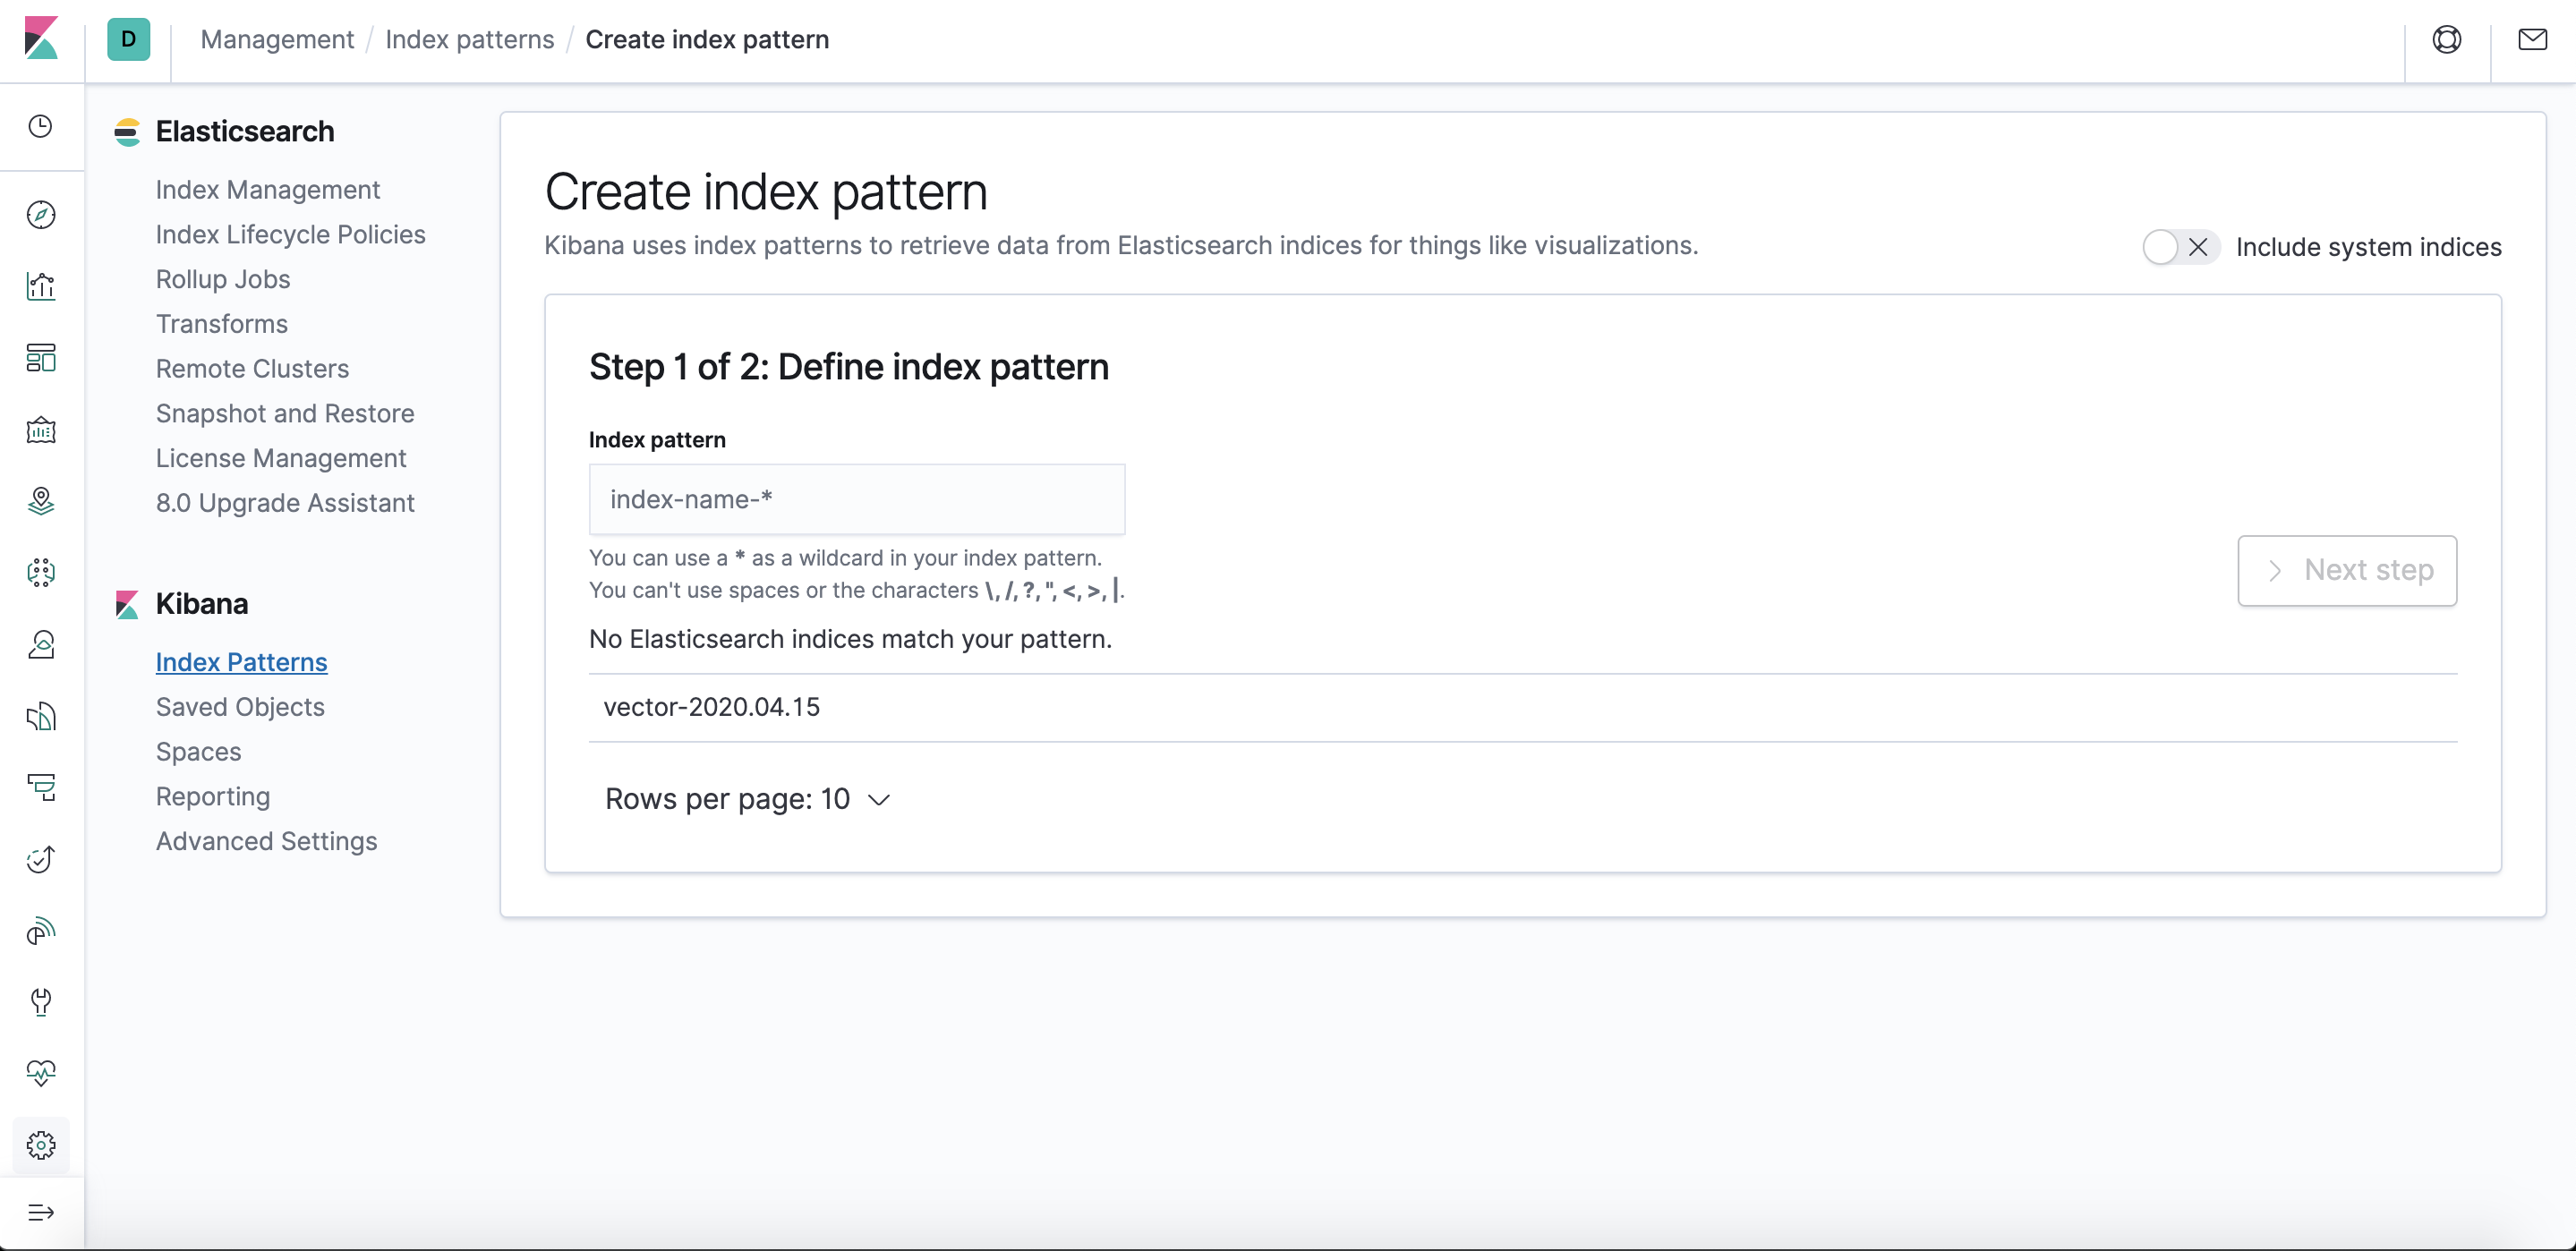 D
Management / Index patterns / Create index pattern
Elasticsearch
Index Management
Index Lifecycle Policies
Rollup Jobs
Transforms
Remote Clusters
Snapshot and Restore
License Management
8.0 Upgrade Assistant
Kibana
Index Patterns
Saved Objects
Spaces
Reporting
Advanced Settings
Create index pattern
Kibana uses index patterns to retrieve data from Elasticsearch indices for things like visualizations.
Include system indices
Step 1 of 2: Define index pattern
Index pattern
index-name-*
You can use a * as a wildcard in your index pattern.
You can't use spaces or the characters \, /, ?, ", <, >, |.
Next step
No Elasticsearch indices match your pattern.
vector-2020.04.15
Rows per page: 10